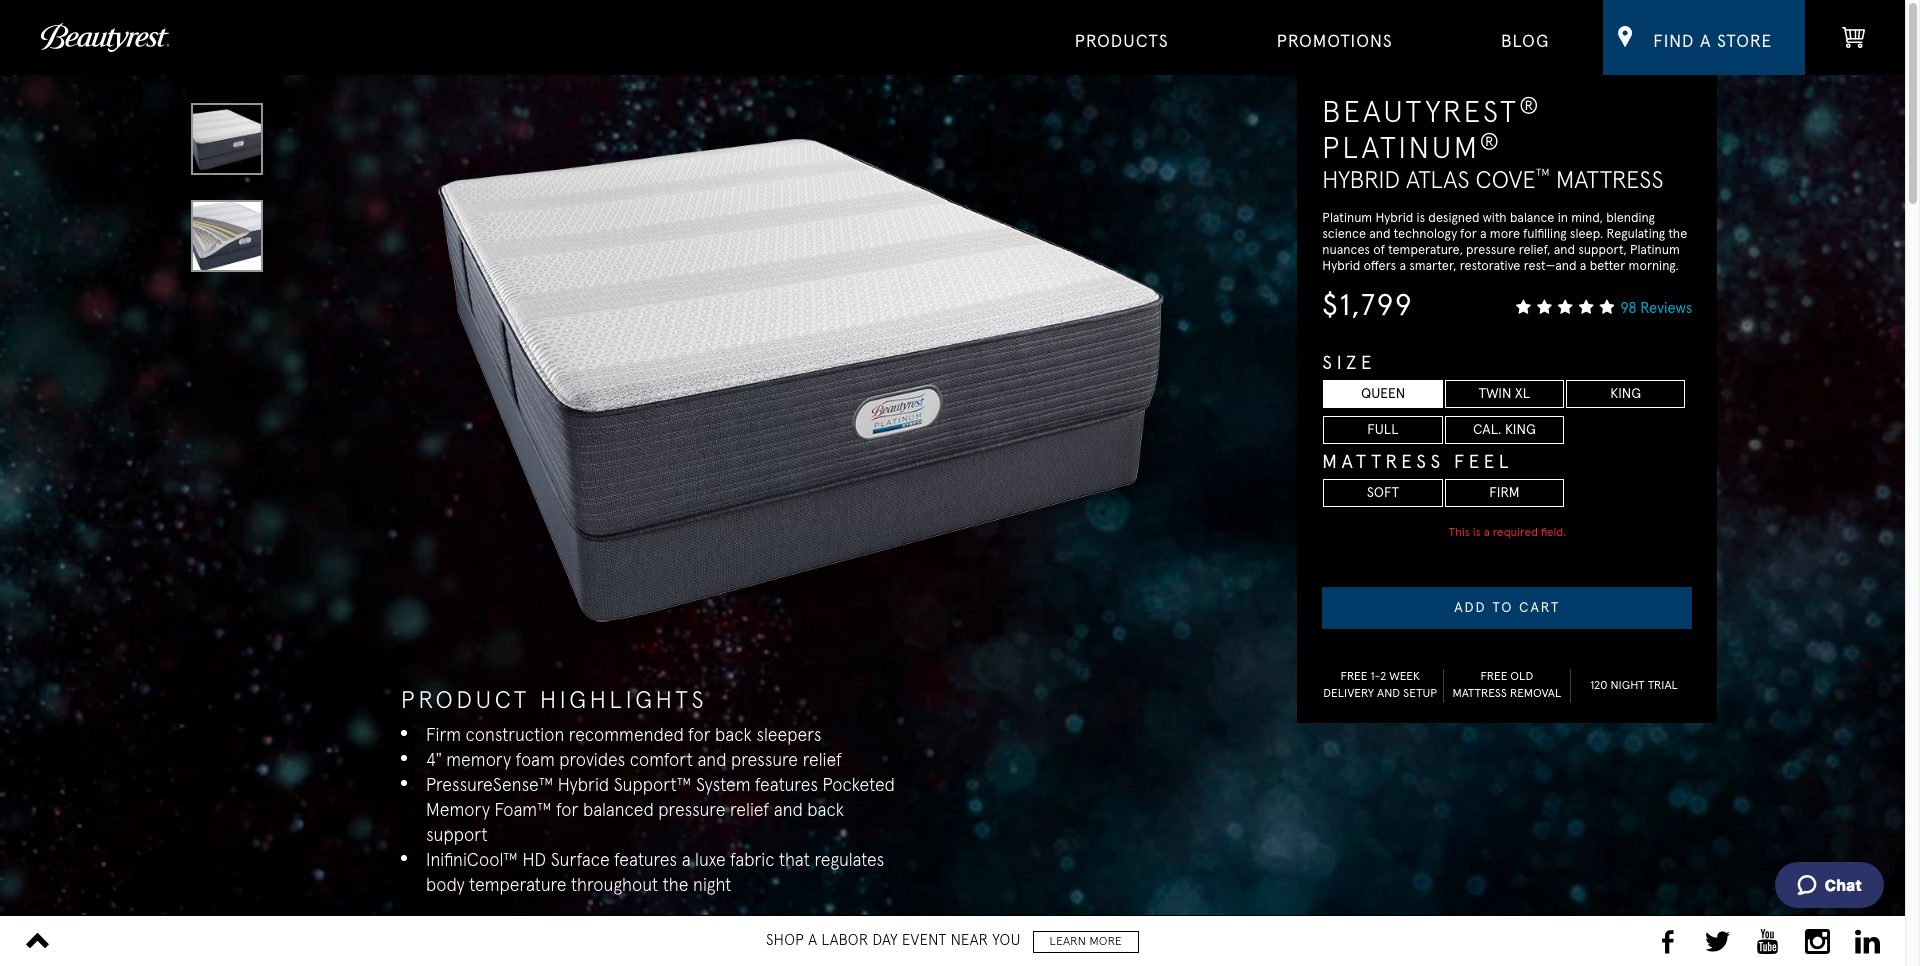 Beautyrest
PRODUCTS
PROMOTIONS
BLOG
FIND A STORE
BEAUTYREST®
PLATINUM®
HYBRID ATLAS COVE™ MATTRESS
Platinum Hybrid is designed with balance in mind, blending
science and technology for a more fulfilling sleep. Regulating the
nuances of temperature, pressure relief, and support, Platinum
Hybrid offers a smarter, restorative rest—and a better morning.
$1,799
98 Reviews
SIZE
QUEEN
TWIN XL
KING
FULL
CAL. KING
MATTRESS FEEL
SOFT
FIRM
This is a required field.
ADD TO CART
FREE 1-2 WEEK
DELIVERY AND SETUP
FREE OLD
MATTRESS REMOVAL
120 NIGHT TRIAL
Beautyrest
PLATINUM
HYBRID
PRODUCT HIGHLIGHTS
• Firm construction recommended for back sleepers
• 4" memory foam provides comfort and pressure relief
• PressureSense™ Hybrid Support™ System features Pocketed
Memory Foam™ for balanced pressure relief and back
support
• InifiniCool™ HD Surface features a luxe fabric that regulates
body temperature throughout the night
Chat
SHOP A LABOR DAY EVENT NEAR YOU
LEARN MORE
You
Tube